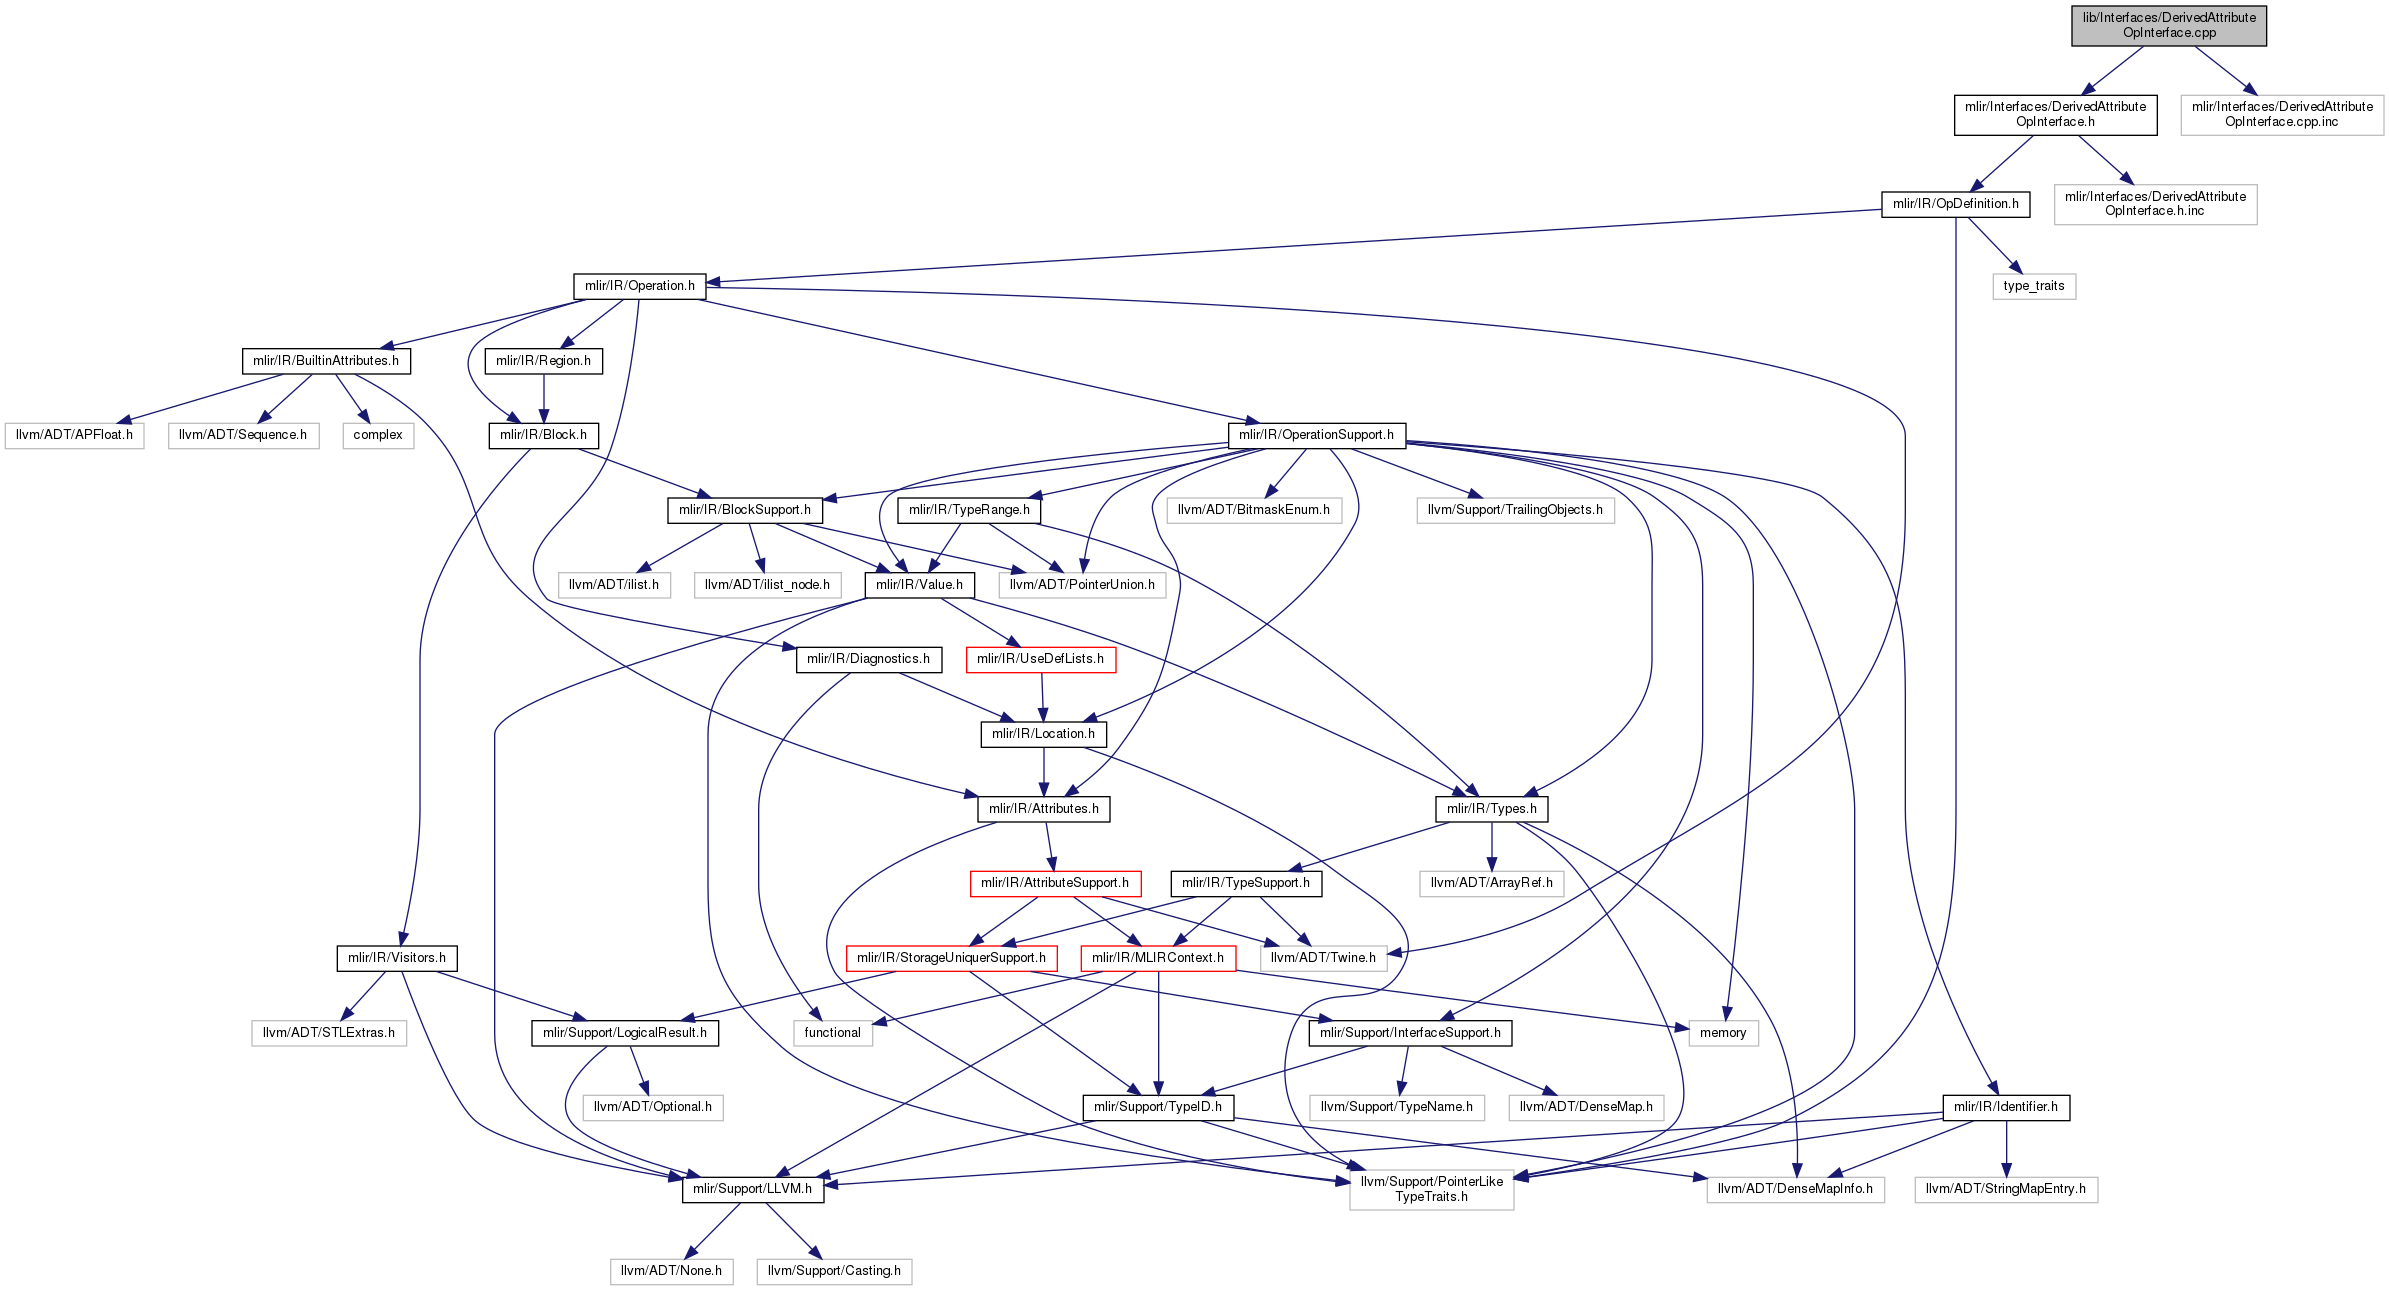 lib/Interfaces/DerivedAttribute
OpInterface.cpp
mlir/Interfaces/DerivedAttribute
OpInterface.h
mlir/Interfaces/DerivedAttribute
OpInterface.cpp.inc
mlir/IR/OpDefinition.h
mlir/Interfaces/DerivedAttribute
OpInterface.h.inc
mlir/IR/Operation.h
type_traits
mlir/IR/BuiltinAttributes.h
mlir/IR/Region.h
llvm/ADT/APFloat.h
llvm/ADT/Sequence.h
complex
mlir/IR/Block.h
mlir/IR/OperationSupport.h
mlir/IR/BlockSupport.h
mlir/IR/TypeRange.h
llvm/ADT/BitmaskEnum.h
llvm/Support/TrailingObjects.h
llvm/ADT/ilist.h
llvm/ADT/ilist_node.h
mlir/IR/Value.h
llvm/ADT/PointerUnion.h
mlir/IR/Diagnostics.h
mlir/IR/UseDefLists.h
mlir/IR/Location.h
mlir/IR/Attributes.h
mlir/IR/Types.h
mlir/IR/AttributeSupport.h
mlir/IR/TypeSupport.h
llvm/ADT/ArrayRef.h
mlir/IR/Visitors.h
mlir/IR/StorageUniquerSupport.h
mlir/IR/MLIRContext.h
llvm/ADT/Twine.h
llvm/ADT/STLExtras.h
mlir/Support/LogicalResult.h
functional
mlir/Support/InterfaceSupport.h
memory
llvm/ADT/Optional.h
mlir/Support/TypeID.h
llvm/Support/TypeName.h
llvm/ADT/DenseMap.h
mlir/IR/Identifier.h
mlir/Support/LLVM.h
llvm/Support/PointerLike
TypeTraits.h
llvm/ADT/DenseMapInfo.h
llvm/ADT/StringMapEntry.h
llvm/ADT/None.h
llvm/Support/Casting.h